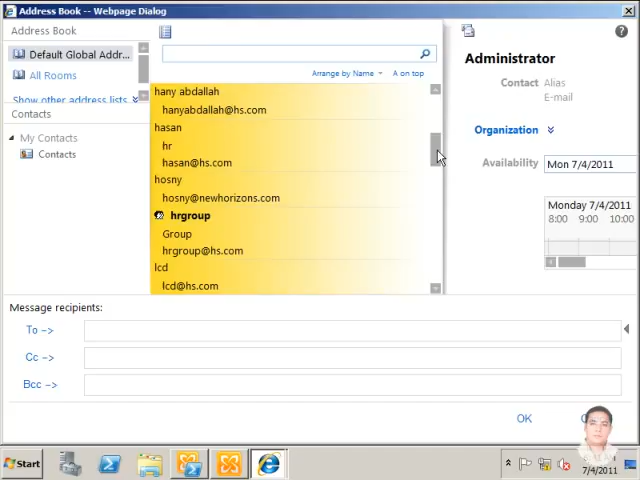 Address Book -- Webpage Dialog
Address Book
Default Global Addr...
All Rooms
Show other address lists
Contacts
My Contacts
Contacts
Arrange by Name
A on top
hany abdallah
hanyabdallah@hs.com
hasan
hr
hasan@hs.com
hosny
hosny@newhorizons.com
hrgroup
Group
hrgroup@hs.com
lcd
lcd@hs.com
Administrator
Contact Alias
E-mail
Organization
Availability Mon 7/4/2011
Monday 7/4/2011
8:00 9:00 10:00
Message recipients:
To ->
Cc ->
Bcc ->
OK
Start
7/4/2011